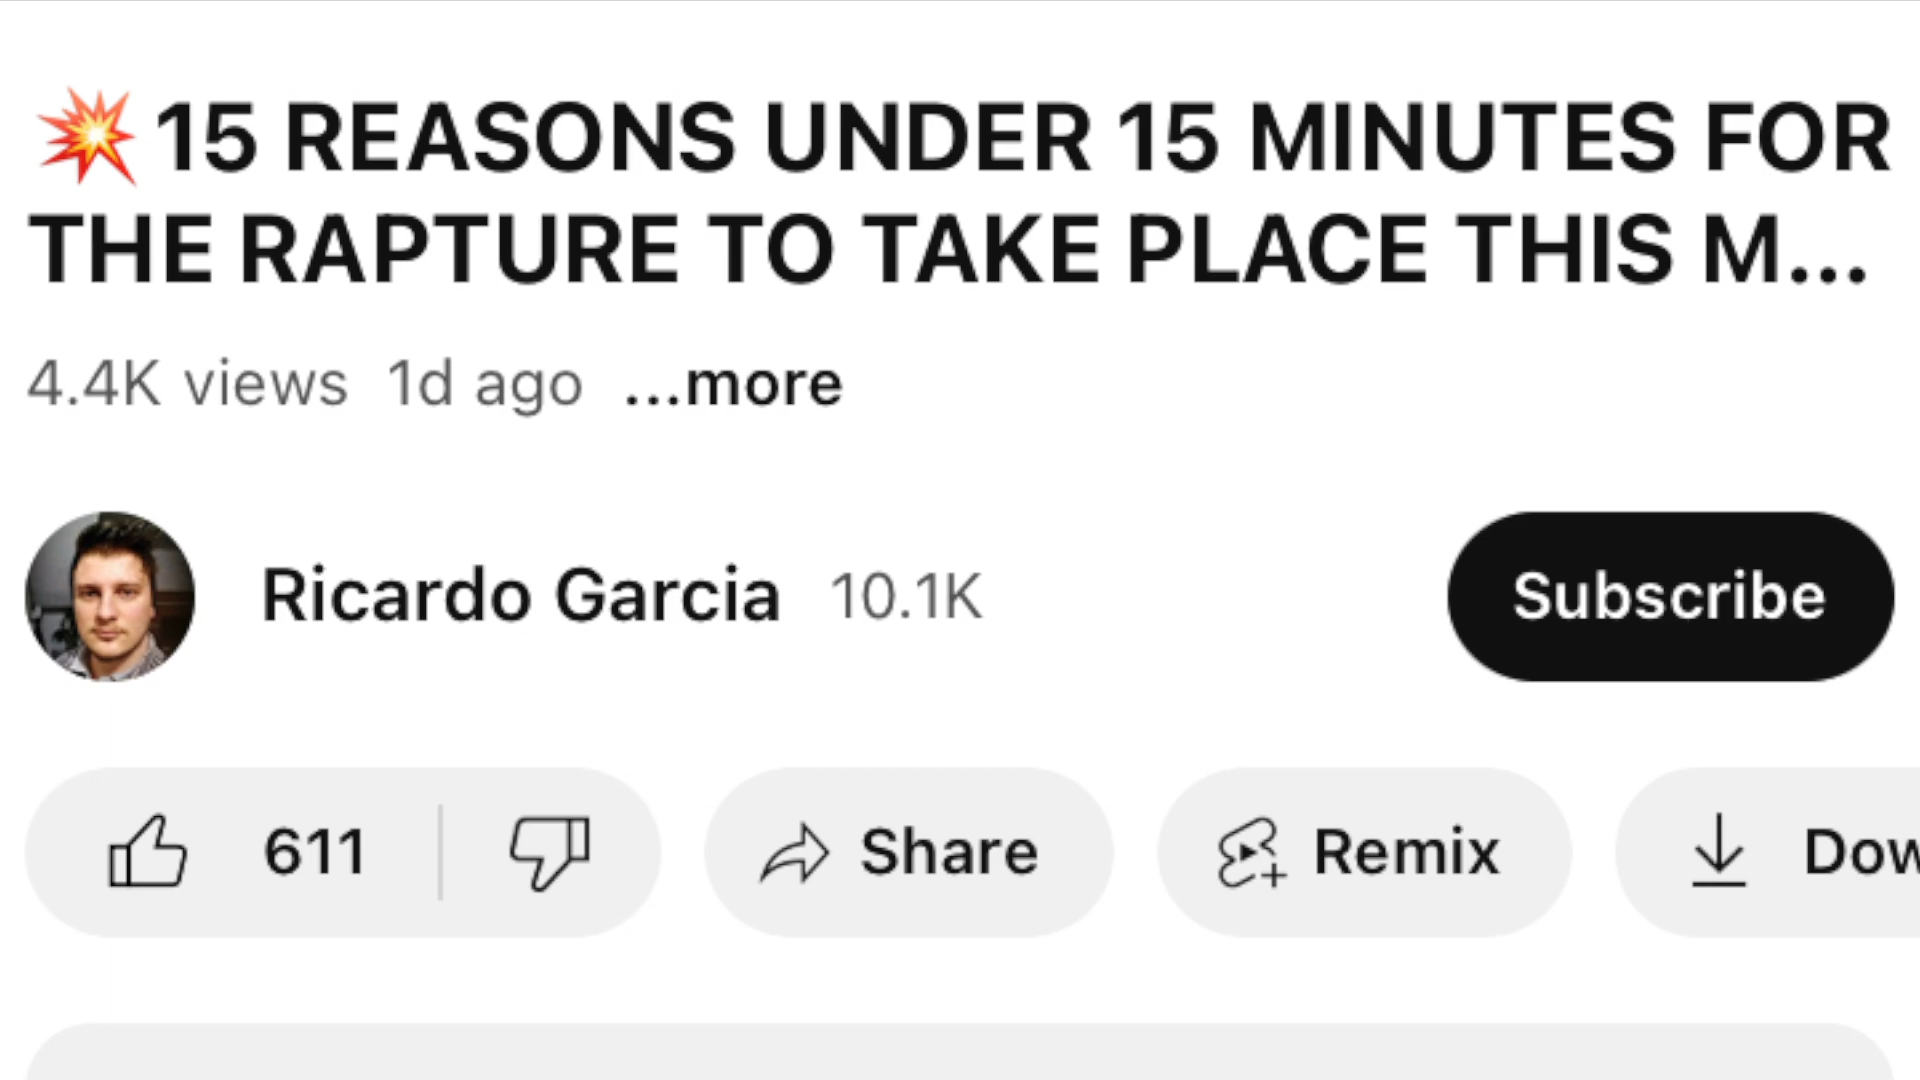 💥15 REASONS UNDER 15 MINUTES FOR
THE RAPTURE TO TAKE PLACE THIS M...
4.4K views 1d ago ...more
Ricardo Garcia 10.1K
Subscribe
611
Share
Remix
Dow